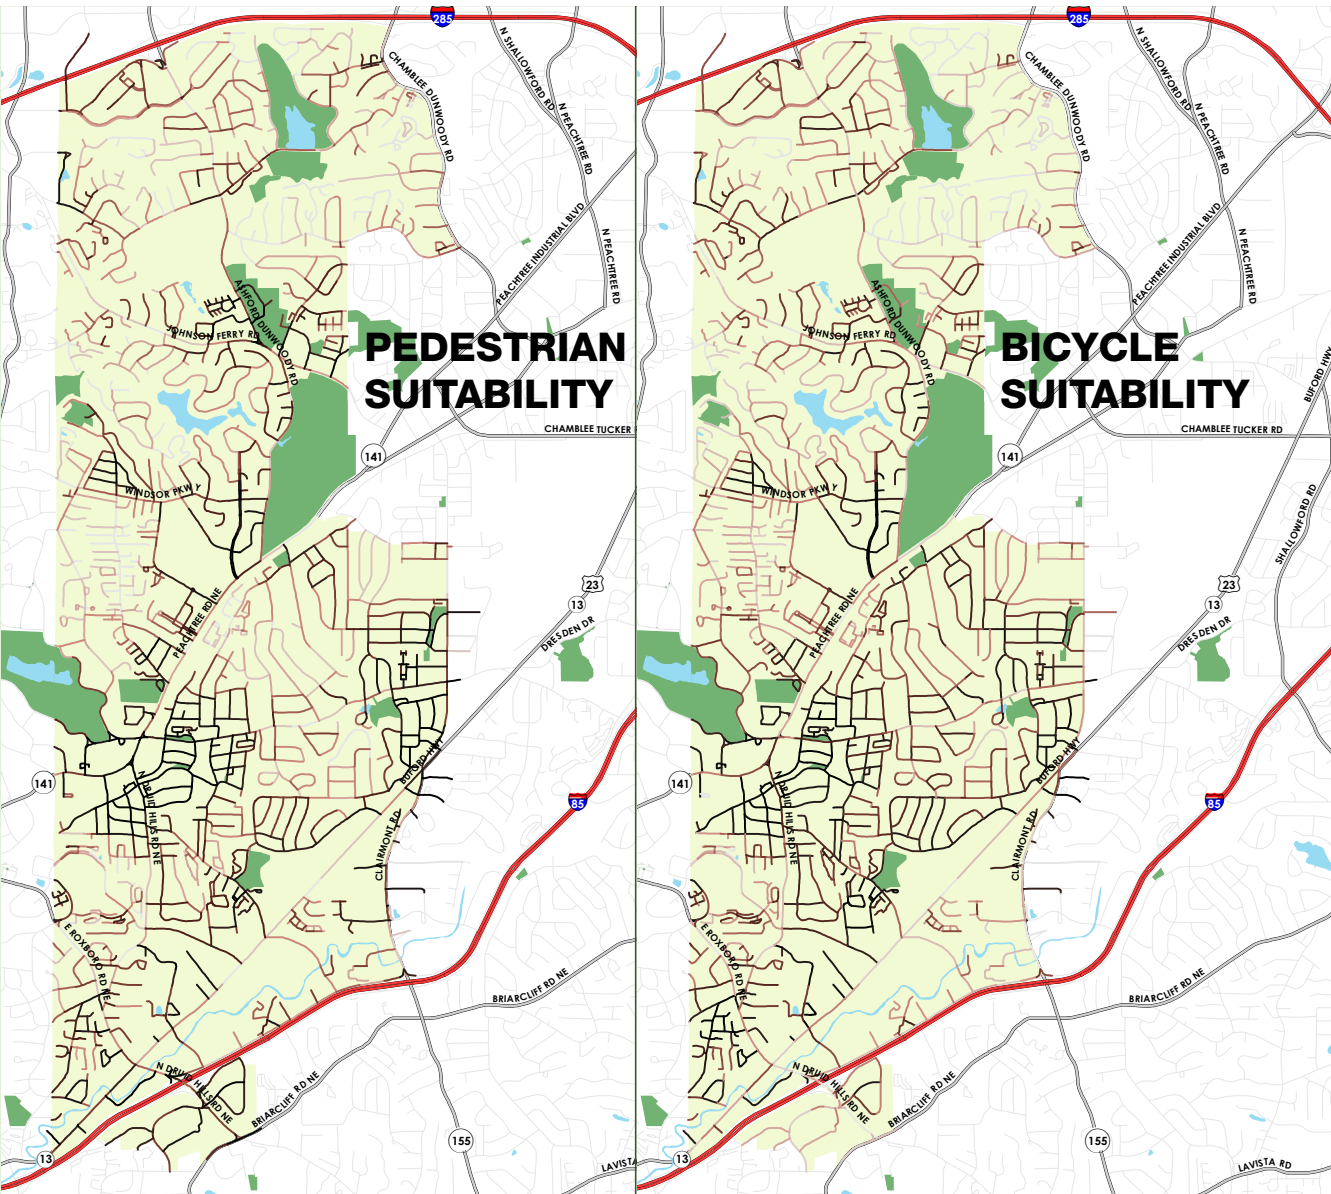 285
CHAMBLEE DUNWOODY RD
N SHALLOWFORD RD
N PEACHTREE RD
PEACHTREE INDUSTRIAL BLVD
N PEACHTREE RD
ASHFORD DUNWOODY RD
JOHNSON FERRY RD
PEDESTRIAN
SUITABILITY
CHAMBLEE TUCKER
141
WINDSOR PKWY
23
13
PEACHTREE RD NE
DRESDEN DR
BUFORD HWY
141
85
N DRUID HILLS RD NE
CLAIRMONT RD
E ROXBORO RD NE
BRIARCLIFF RD NE
N DRUID HILLS RD NE
BRIARCLIFF RD NE
155
13
LAVISTA
285
CHAMBLEE DUNWOODY RD
N SHALLOWFORD RD
N PEACHTREE RD
PEACHTREE INDUSTRIAL BLVD
N PEACHTREE RD
ASHFORD DUNWOODY RD
JOHNSON FERRY RD
BICYCLE
SUITABILITY
BUFORD HWY
CHAMBLEE TUCKER RD
141
WINDSOR PKWY
SHALLOWFORD RD
23
13
PEACHTREE RD NE
DRESDEN DR
BUFORD HWY
141
85
N DRUID HILLS RD NE
CLAIRMONT RD
E ROXBORO RD NE
BRIARCLIFF RD NE
N DRUID HILLS RD NE
BRIARCLIFF RD NE
155
13
LAVISTA RD